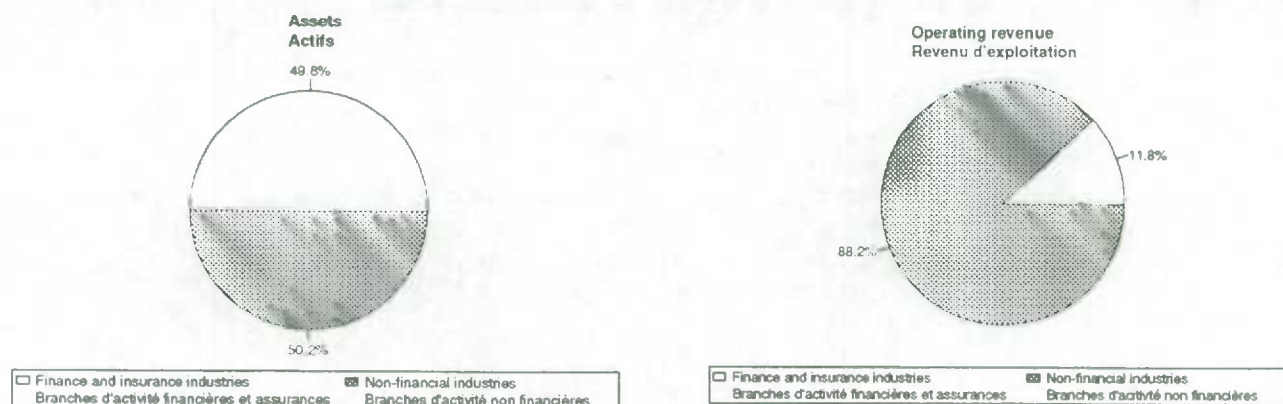 Assets
Actifs
49.8%
50.2%
Finance and insurance industries
Non-financial industries
Branches d'activité financières et assurances
Branches d'activité non financières
Operating revenue
Revenu d'exploitation
11.8%
88.2%
Finance and insurance industries
Non-financial industries
Branches d'activité financières et assurances
Branches d'activité non financières